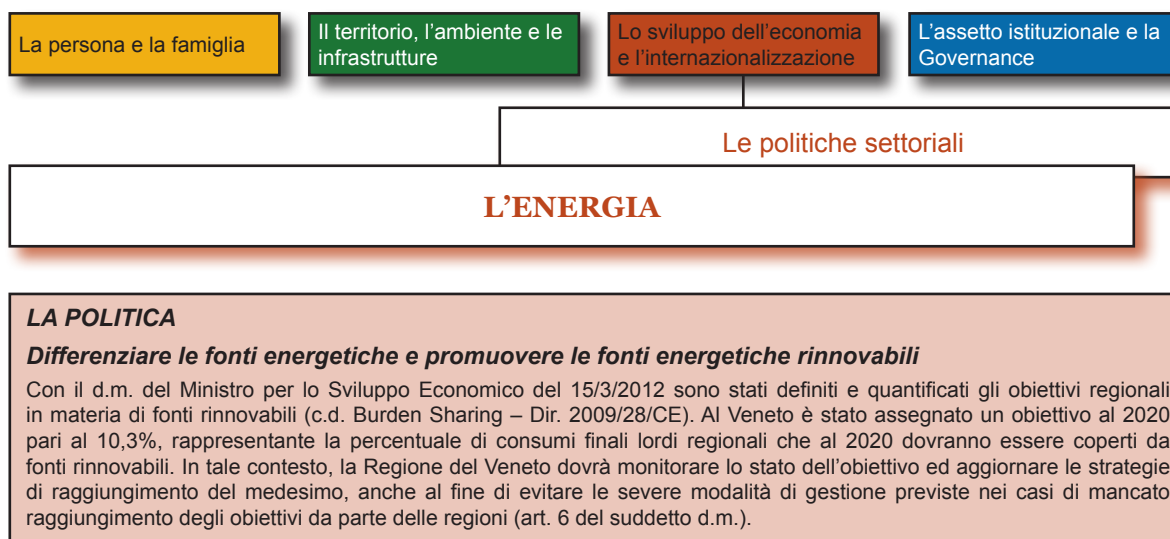 La persona e la famiglia
Il territorio, l'ambiente e le
infrastrutture
Lo sviluppo dell'economia
e l'internazionalizzazione
L'assetto istituzionale e la
Governance
Le politiche settoriali
L'ENERGIA
LA POLITICA
Differenziare le fonti energetiche e promuovere le fonti energetiche rinnovabili
Con il d.m. del Ministro per lo Sviluppo Economico del 15/3/2012 sono stati definiti e quantificati gli obiettivi regionali
in materia di fonti rinnovabili (c.d. Burden Sharing – Dir. 2009/28/CE). Al Veneto è stato assegnato un obiettivo al 2020
pari al 10,3%, rappresentante la percentuale di consumi finali lordi regionali che al 2020 dovranno essere coperti da
fonti rinnovabili. In tale contesto, la Regione del Veneto dovrà monitorare lo stato dell'obiettivo ed aggiornare le strategie
di raggiungimento del medesimo, anche al fine di evitare le severe modalità di gestione previste nei casi di mancato
raggiungimento degli obiettivi da parte delle regioni (art. 6 del suddetto d.m.).